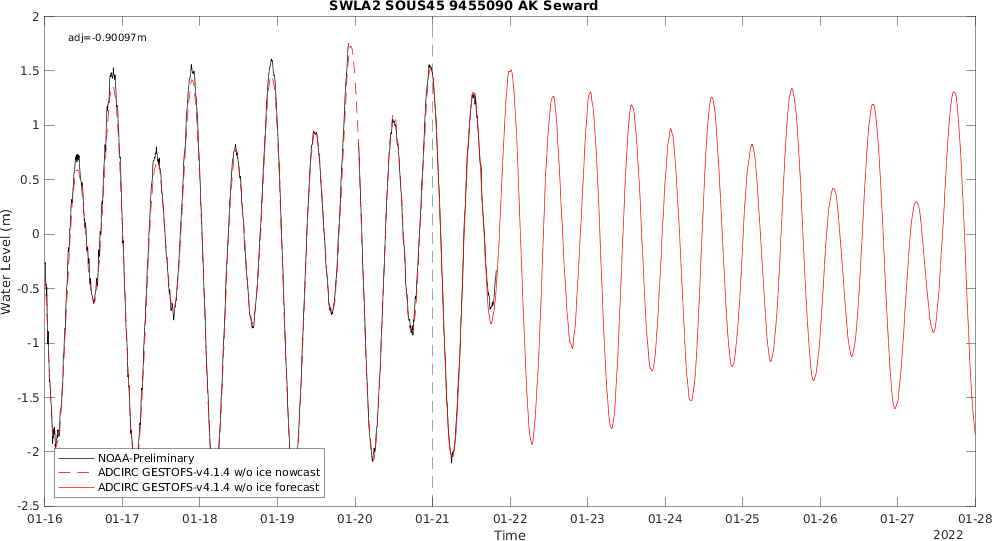 SWLA2 SOUS45 9455090 AK Seward
adj=-0.90097m
2
1.5
1
0.5
0
-0.5
-1
-1.5
-2
-2.5
Water Level (m)
NOAA-Preliminary
ADCIRC GESTOFS-v4.1.4 w/o ice nowcast
ADCIRC GESTOFS-v4.1.4 w/o ice forecast
01-16 01-17 01-18 01-19 01-20 01-21 01-22 01-23 01-24 01-25 01-26 01-27 01-28
Time
2022